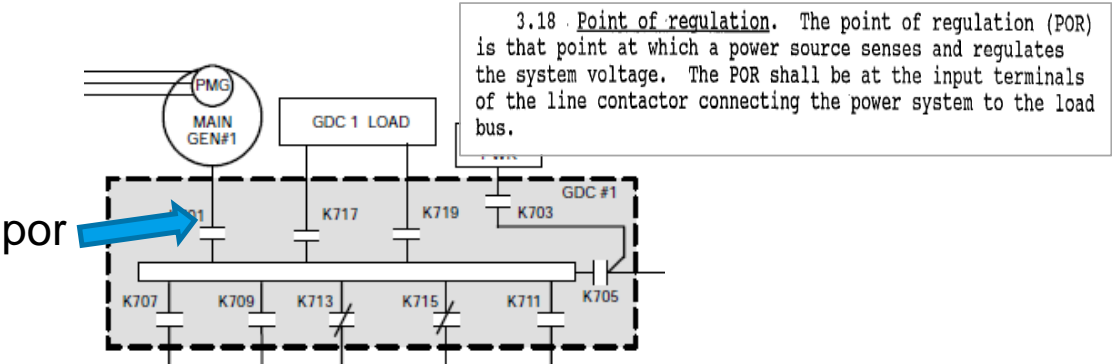 3.18 Point of regulation. The point of regulation (POR)
is that point at which a power source senses and regulates
the system voltage. The POR shall be at the input terminals
of the line contactor connecting the power system to the load
bus.
PMG
MAIN
GEN#1
GDC 1 LOAD
GDC #1
K717
K719
K703
por
K707
K709
K713
K715
K711
K705